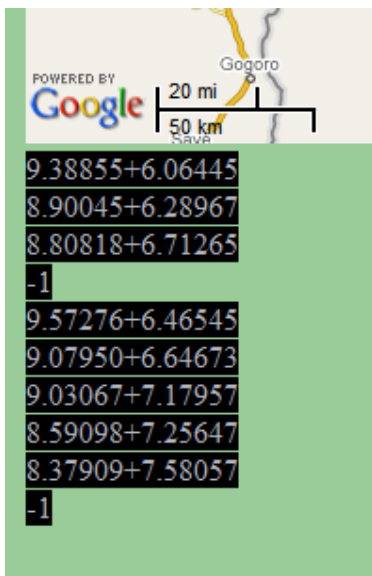 Gogoro
POWERED BY
Google
20 mi
50 km
Save
9.38855+6.06445
8.90045+6.28967
8.80818+6.71265
-1
9.57276+6.46545
9.07950+6.64673
9.03067+7.17957
8.59098+7.25647
8.37909+7.58057
-1